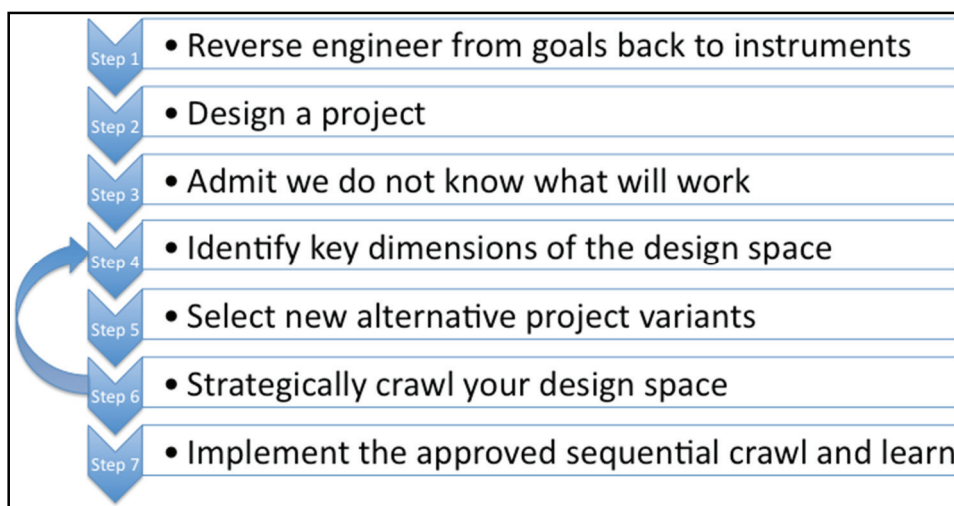 Step 1 • Reverse engineer from goals back to instruments
Step 2 • Design a project
Step 3 • Admit we do not know what will work
Step 4 • Identify key dimensions of the design space
Step 5 • Select new alternative project variants
Step 6 • Strategically crawl your design space
Step 7 • Implement the approved sequential crawl and learn